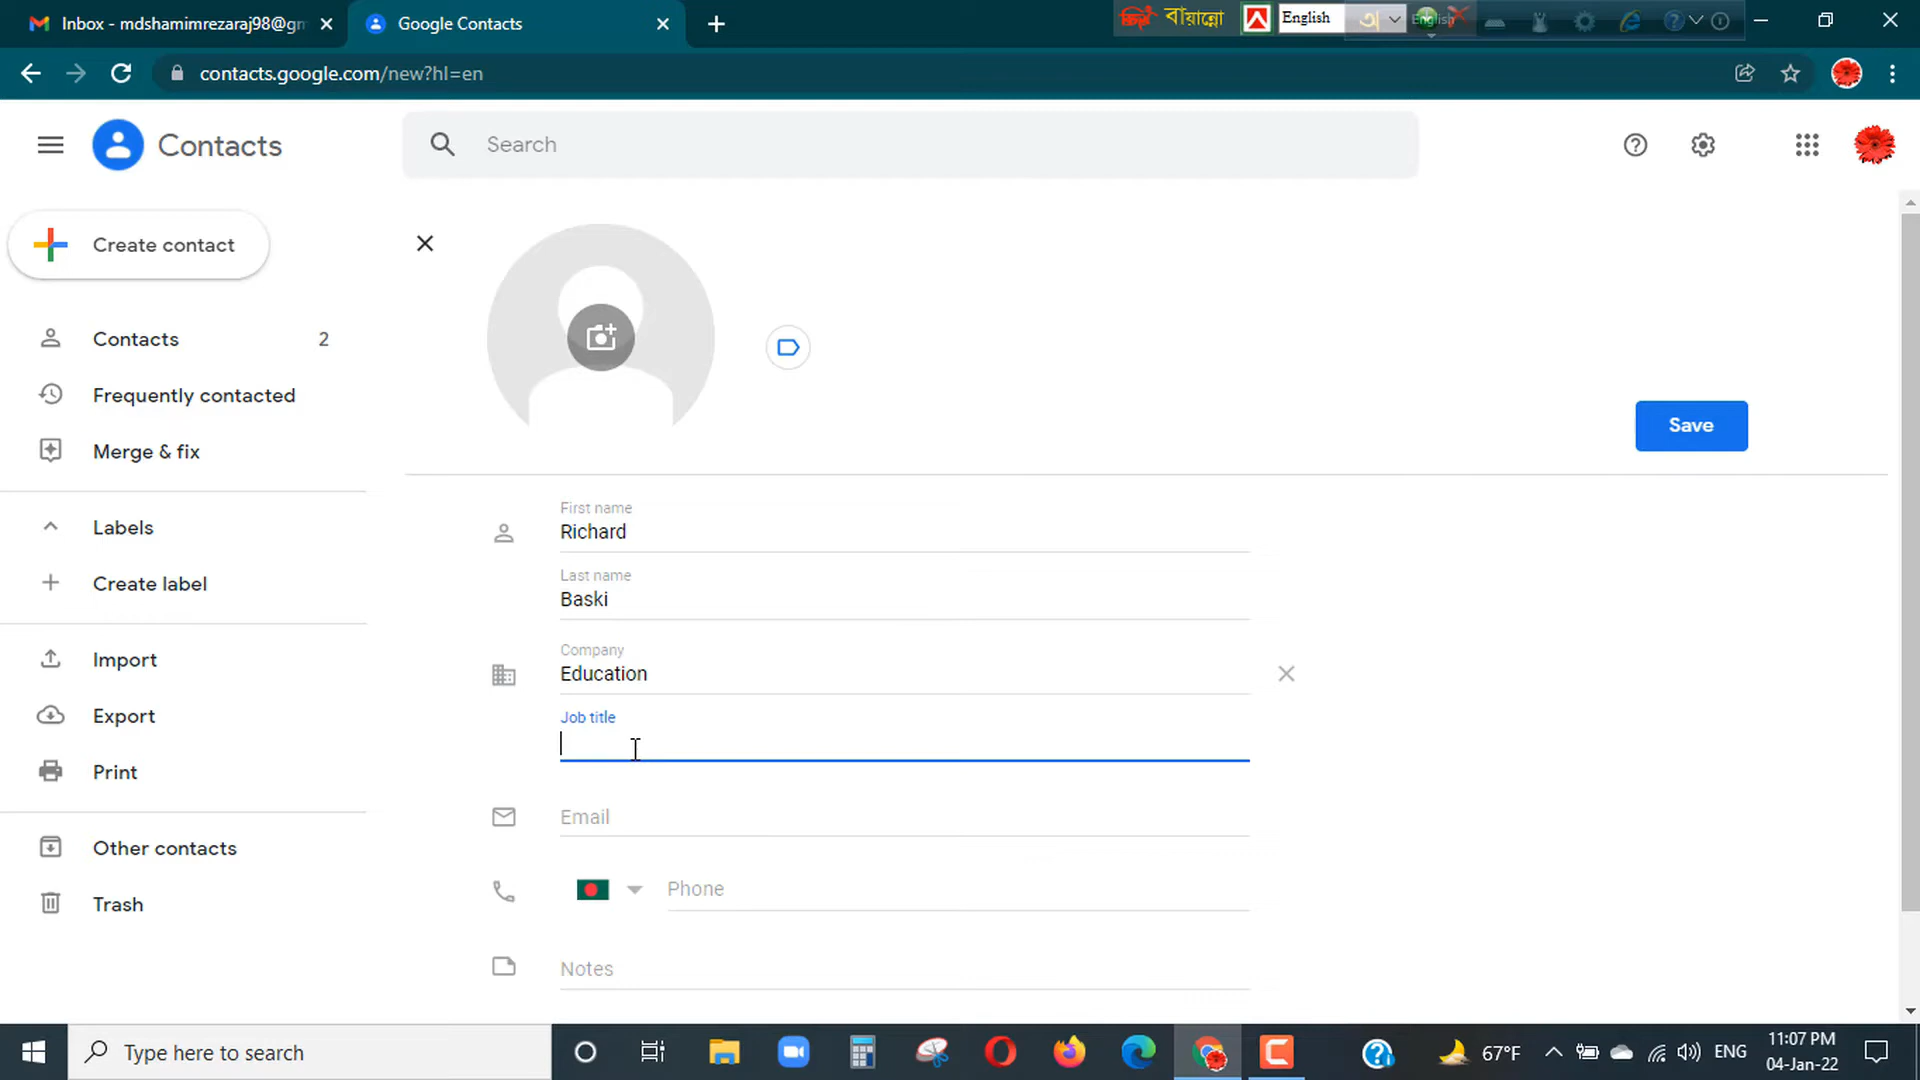 Inbox - mdshamimrezaraj98@gm
Google Contacts
বায়ান্নো
English
English
contacts.google.com/new?hl=en
Contacts
Search
Create contact
Contacts 2
Frequently contacted
Merge & fix
Labels
Create label
Import
Export
Print
Other contacts
Trash
Save
First name
Richard
Last name
Baski
Company
Education
Job title
Email
Phone
Notes
Type here to search
67°F
ENG
11:07 PM
04-Jan-22